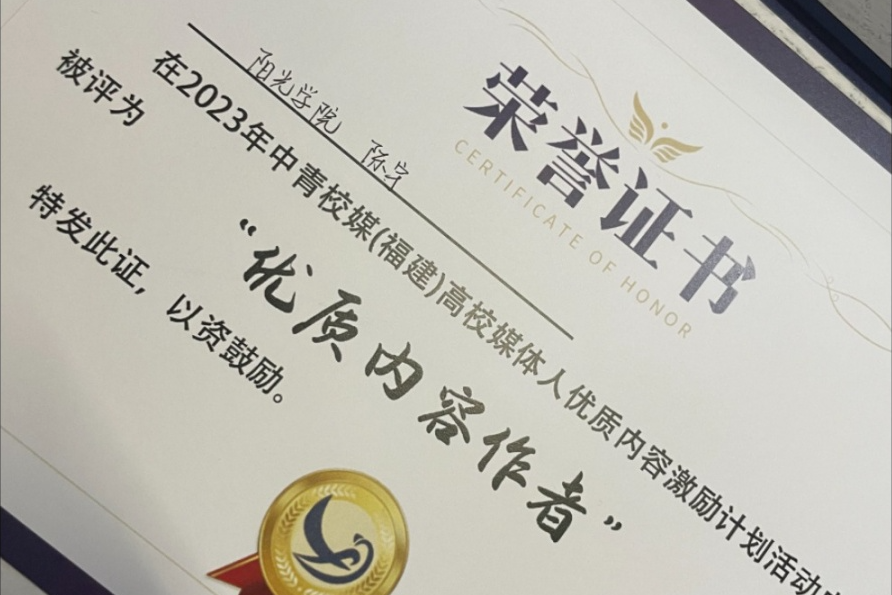 荣誉证书
CERTIFICATE OF HONOR
阳光学院 陈宇
在2023年中青校媒(福建)高校媒体人优质内容激励计划活动
被评为
“优质内容作者”
特发此证，以资鼓励。